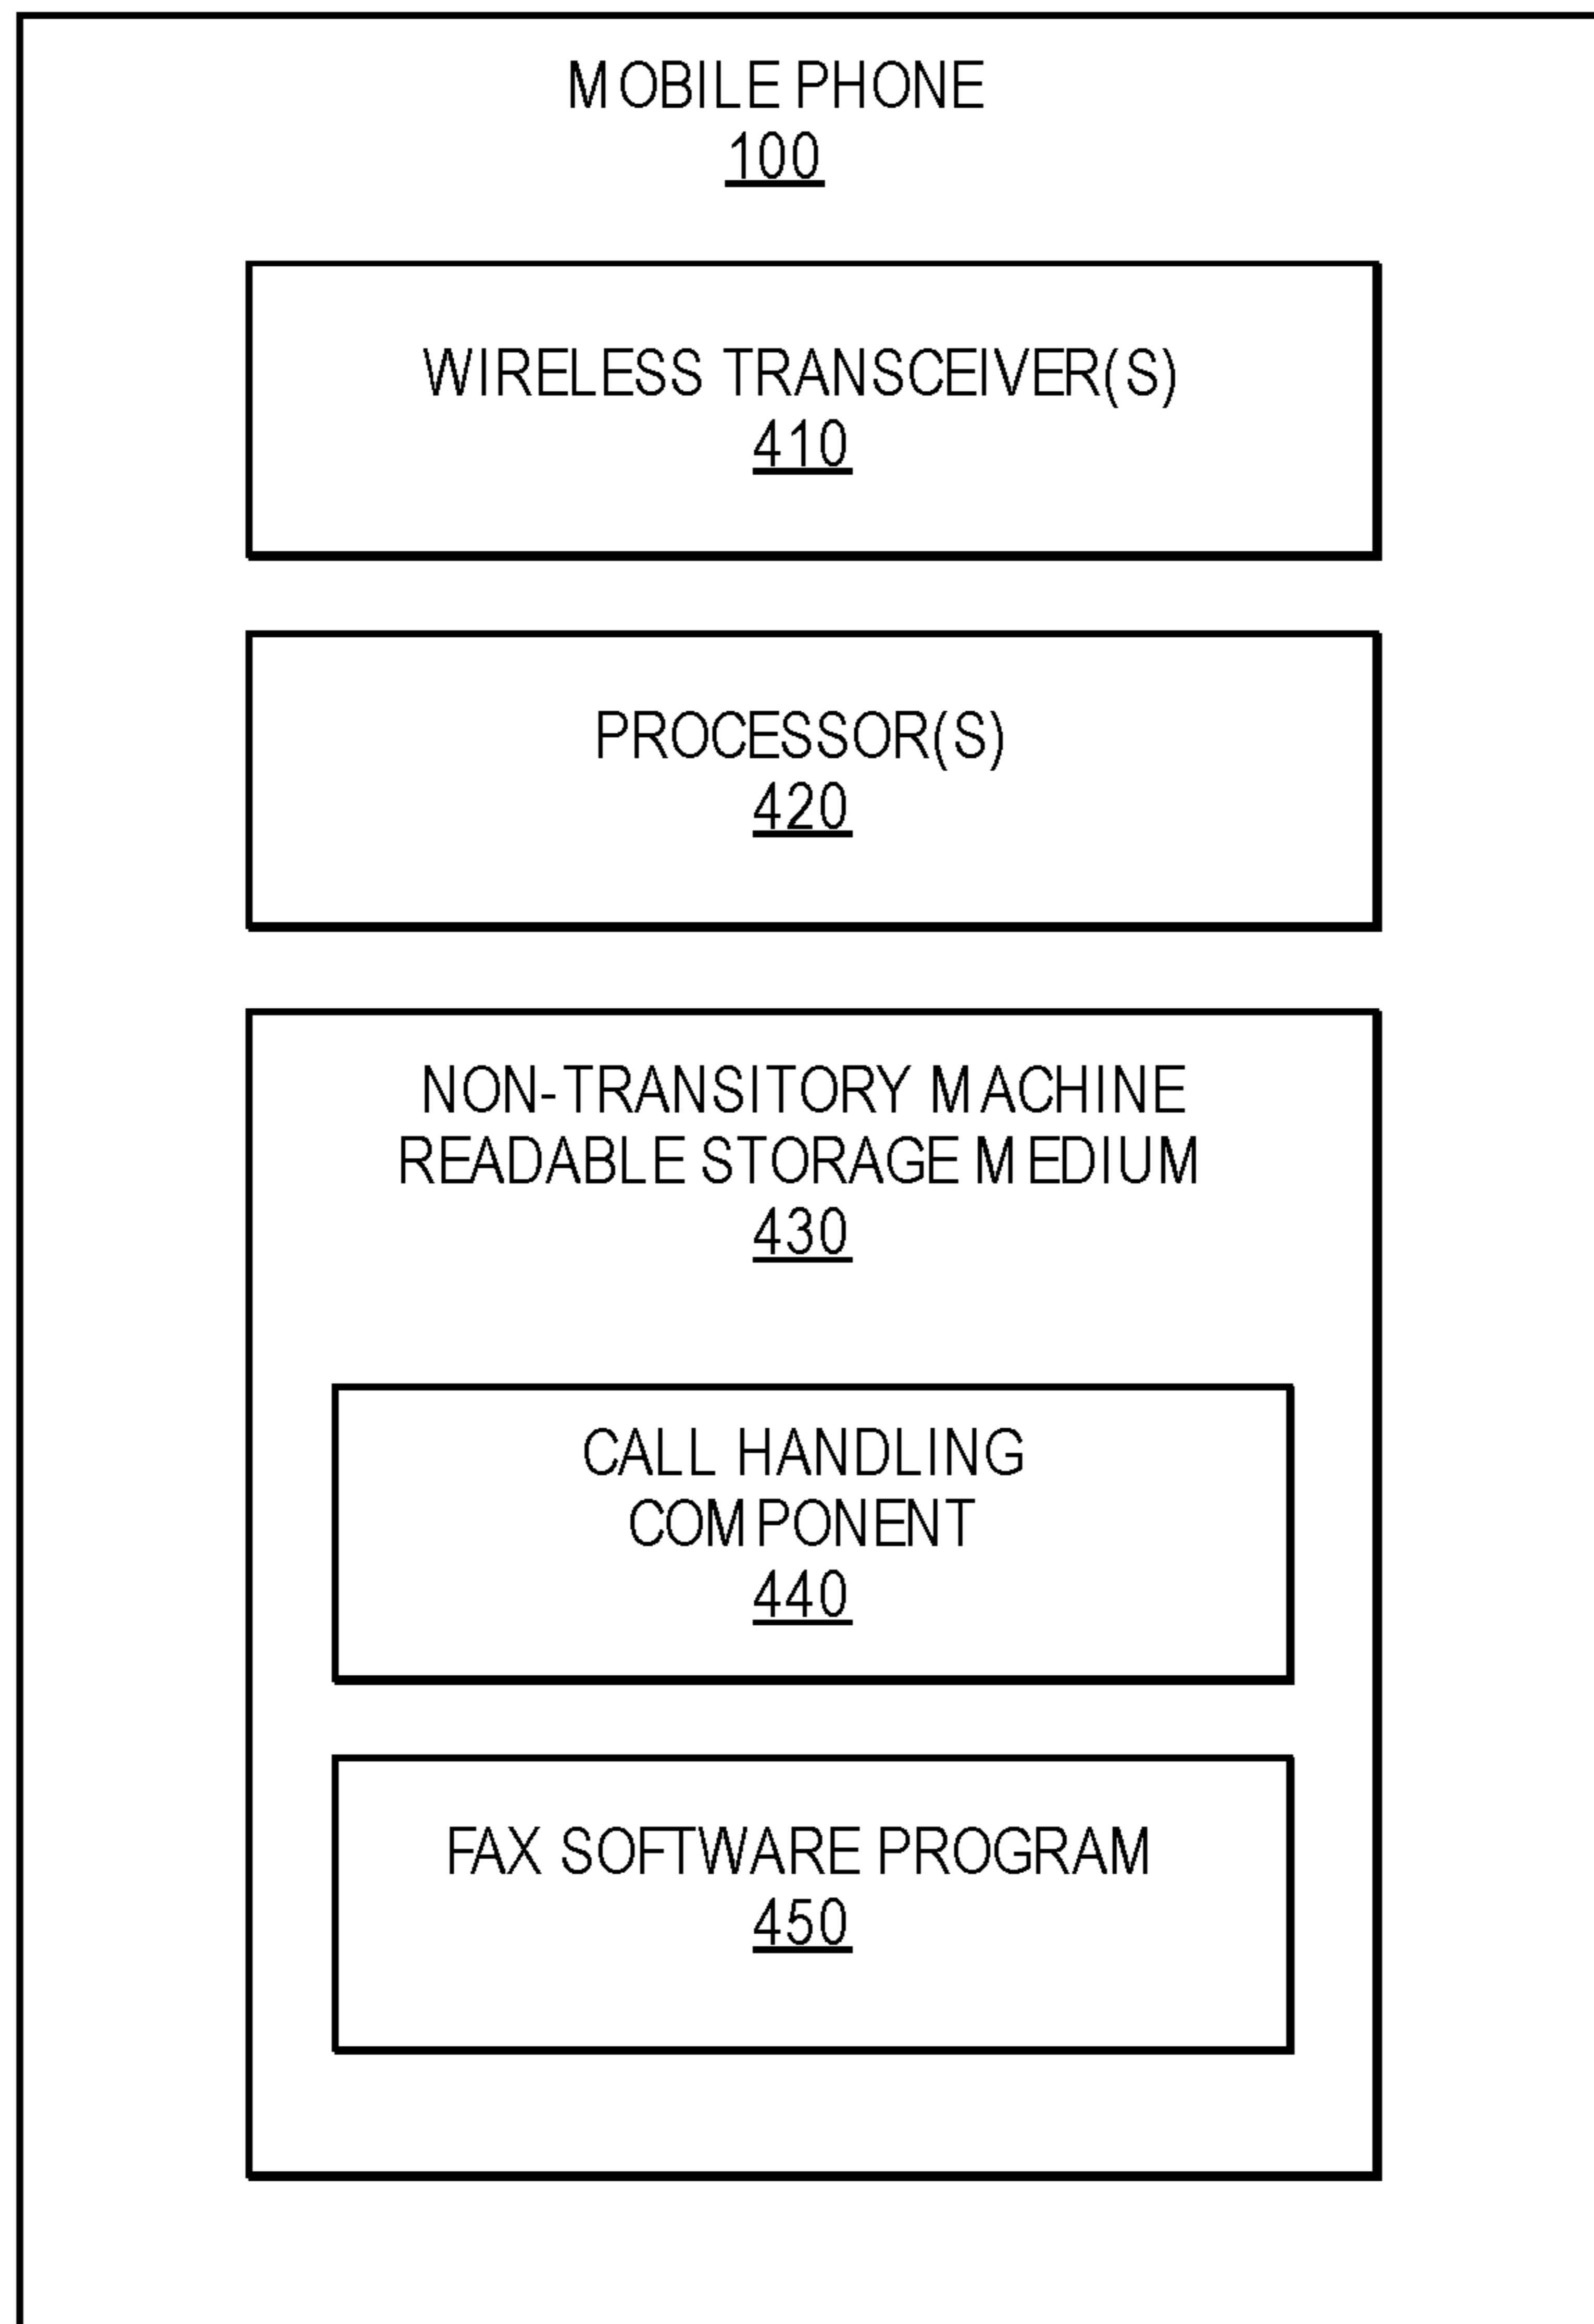 MOBILE PHONE
100
WIRELESS TRANSCEIVER(S)
410
PROCESSOR(S)
420
NON-TRANSITORY MACHINE
READABLE STORAGE MEDIUM
430
CALL HANDLING
COMPONENT
440
FAX SOFTWARE PROGRAM
450